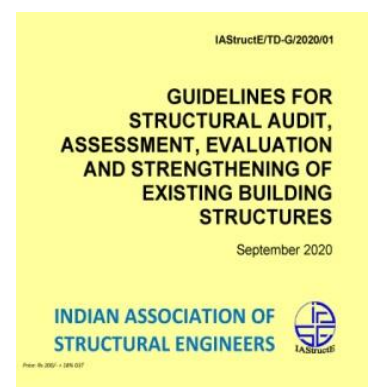 IAStructE/TD-G/2020/01
GUIDELINES FOR
STRUCTURAL AUDIT,
ASSESSMENT, EVALUATION
AND STRENGTHENING OF
EXISTING BUILDING
STRUCTURES
September 2020
INDIAN ASSOCIATION OF
STRUCTURAL ENGINEERS
IAStructE